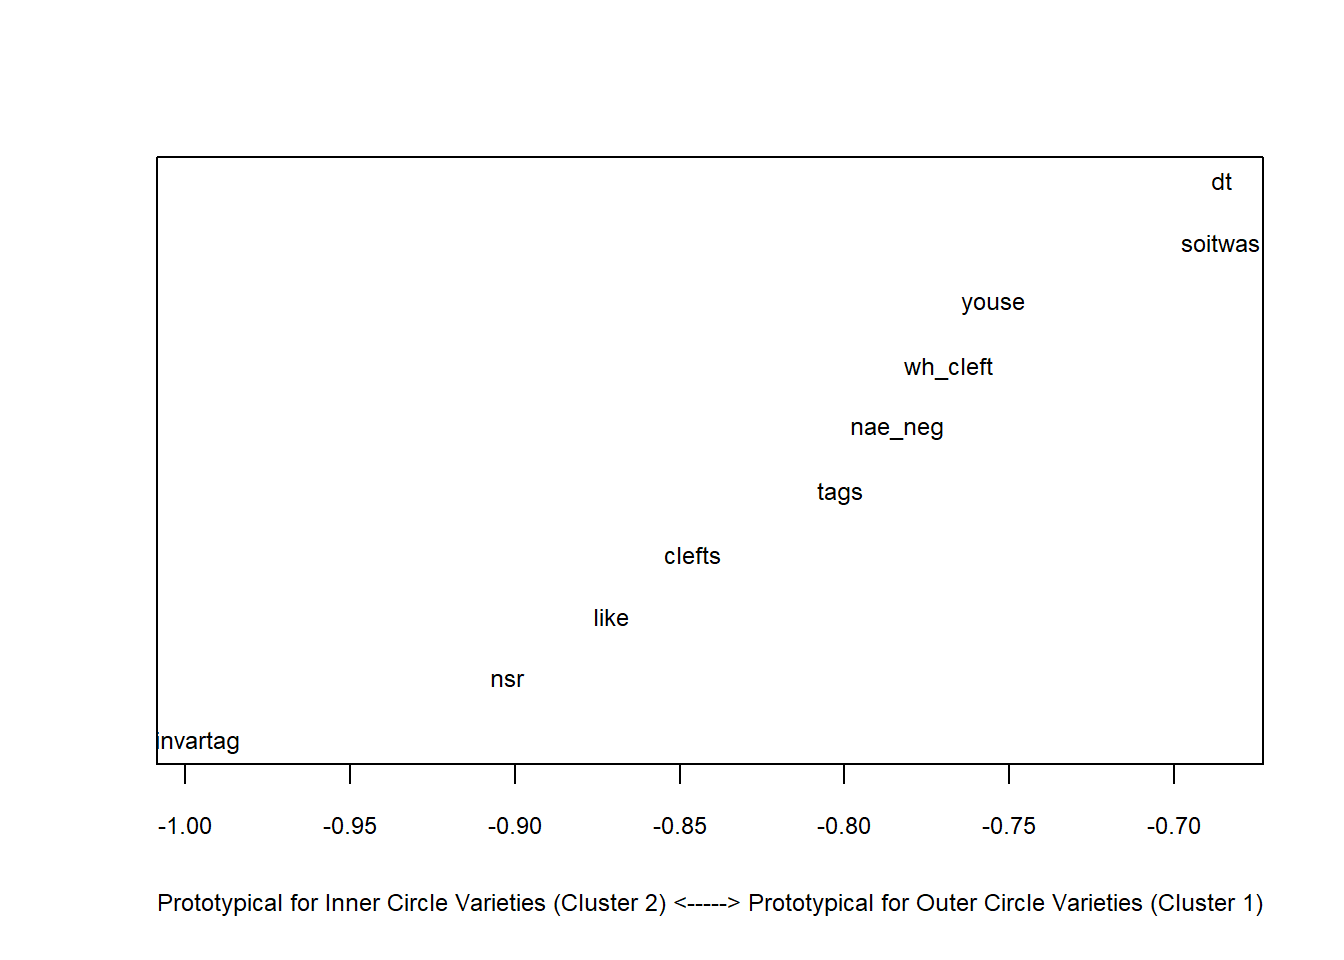 dt
soitwas
youse
wh_cleft
nae_neg
tags
clefts
like
nsr
invartag
-1.00 -0.95 -0.90 -0.85 -0.80 -0.75 -0.70
Prototypical for Inner Circle Varieties (Cluster 2) <-----> Prototypical for Outer Circle Varieties (Cluster 1)